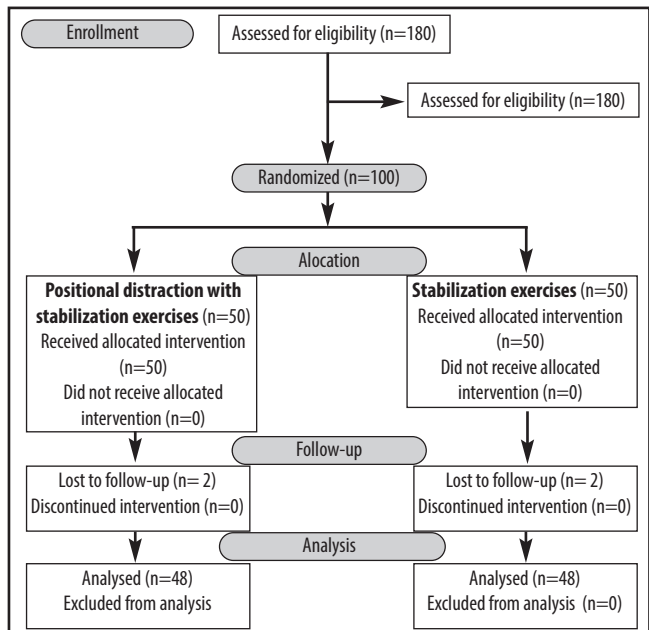 Enrollment
Assessed for eligibility (n=180)
Assessed for eligibility (n=180)
Randomized (n=100)
Alocation
Positional distraction with
stabilization exercises (n=50)
Received allocated intervention
(n=50)
Did not receive allocated
intervention (n=0)
Stabilization exercises (n=50)
Received allocated intervention
(n=50)
Did not receive allocated
intervention (n=0)
Follow-up
Lost to follow-up (n= 2)
Discontinued intervention (n=0)
Lost to follow-up (n= 2)
Discontinued intervention (n=0)
Analysis
Analysed (n=48)
Excluded from analysis
Analysed (n=48)
Excluded from analysis (n=0)